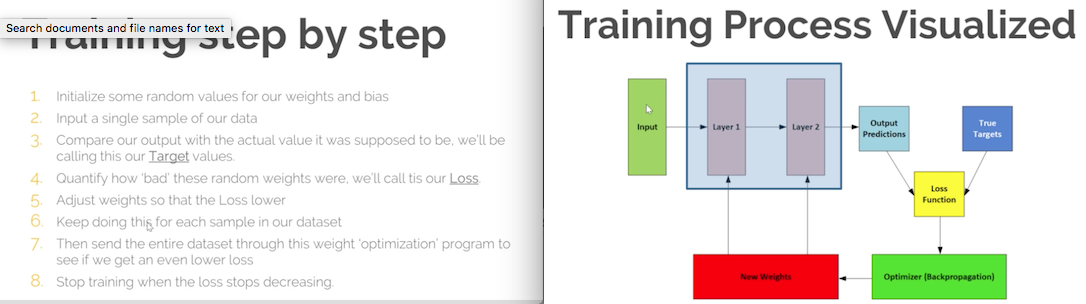 Search documents and file names for text
Training step by step
1. Initialize some random values for our weights and bias
2. Input a single sample of our data
3. Compare our output with the actual value it was supposed to be, we'll be
calling this our Target values.
4. Quantify how 'bad' these random weights were, we'll call tis our Loss.
5. Adjust weights so that the Loss lower
6. Keep doing this for each sample in our dataset
7. Then send the entire dataset through this weight 'optimization' program to
see if we get an even lower loss
8. Stop training when the loss stops decreasing.
Training Process Visualized
Input
Layer 1
Layer 2
Output
Predictions
True
Targets
Loss
Function
New Weights
Optimizer (Backpropagation)